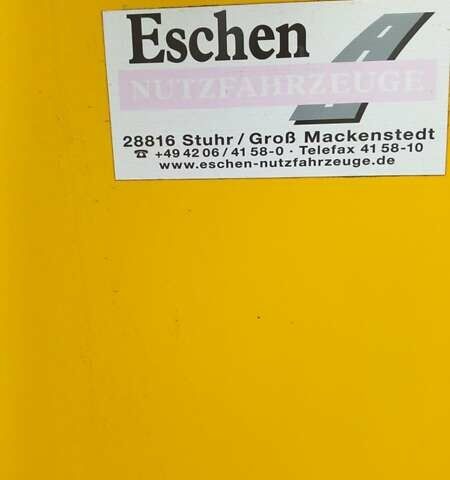 Eschen
NUTZFAHRZEUGE
28816 Stuhr / Groß Mackenstedt
☎ +49 42 06 / 41 58-0 · Telefax 41 58-10
www.eschen-nutzfahrzeuge.de